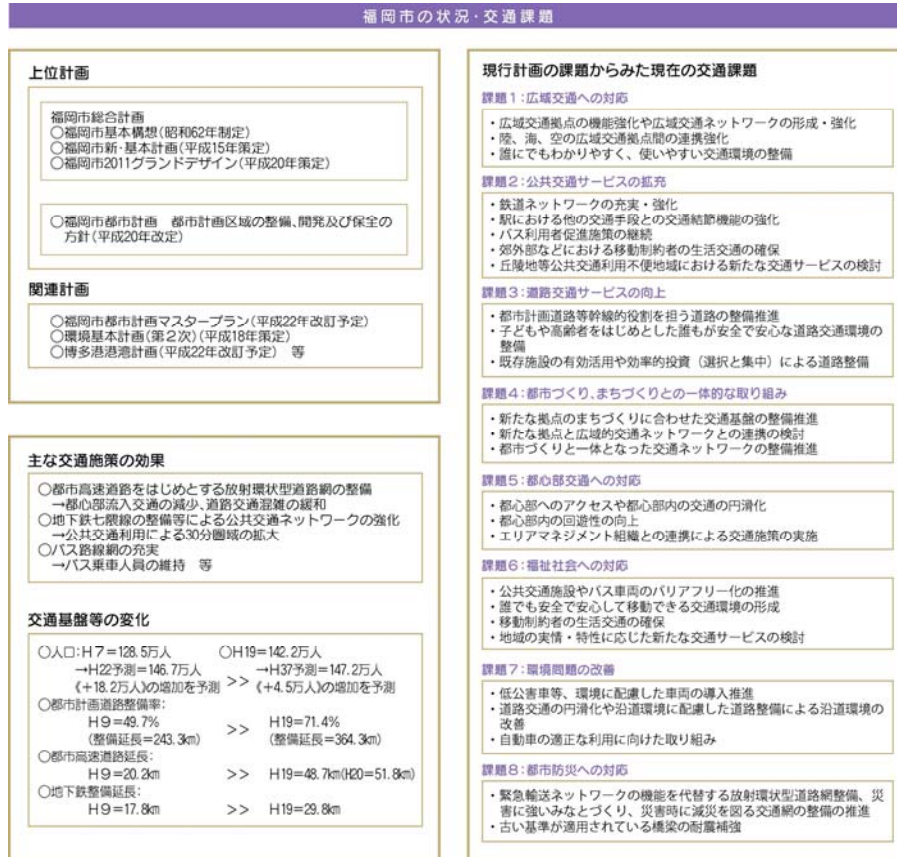 福岡市の状況・交通課題
上位計画
福岡市総合計画
○福岡市基本構想(昭和62年制定)
○福岡市新・基本計画(平成15年策定)
○福岡市2011グランドデザイン(平成20年策定)
○福岡市都市計画　都市計画区域の整備、開発及び保全の
方針(平成20年改定)
関連計画
○福岡市都市計画マスタープラン(平成22年改訂予定)
○環境基本計画(第2次)(平成18年策定)
○博多港港湾計画(平成22年改訂予定)　等
主な交通施策の効果
○都市高速道路をはじめとする放射環状型道路網の整備
→都心部流入交通の減少、道路交通混雑の緩和
○地下鉄七隈線の整備等による公共交通ネットワークの強化
→公共交通利用による30分圏域の拡大
○バス路線網の充実
→バス乗車人員の維持　等
交通基盤等の変化
○人口:H7=128.5万人　○H19=142.2万人
→H22予測=146.7万人　→H37予測=147.2万人
《+18.2万人》の増加を予測 >> 《+4.5万人》の増加を予測
○都市計画道路整備率:
H9=49.7% >> H19=71.4%
(整備延長=243.3km)　(整備延長=364.3km)
○都市高速道路延長:
H9=20.2km >> H19=48.7km(H20=51.8km)
○地下鉄整備延長:
H9=17.8km >> H19=29.8km
現行計画の課題からみた現在の交通課題
課題1:広域交通への対応
・広域交通拠点の機能強化や広域交通ネットワークの形成・強化
・陸、海、空の広域交通拠点間の連携強化
・誰にでもわかりやすく、使いやすい交通環境の整備
課題2:公共交通サービスの拡充
・鉄道ネットワークの充実・強化
・駅における他の交通手段との交通結節機能の強化
・バス利用者促進施策の継続
・郊外部などにおける移動制約者の生活交通の確保
・丘陵地等公共交通利用不便地域における新たな交通サービスの検討
課題3:道路交通サービスの向上
・都市計画道路等幹線的役割を担う道路の整備推進
・子どもや高齢者をはじめとした誰もが安全で安心な道路交通環境の
整備
・既存施設の有効活用や効率的投資（選択と集中）による道路整備
課題4:都市づくり、まちづくりとの一体的な取り組み
・新たな拠点のまちづくりに合わせた交通基盤の整備推進
・新たな拠点と広域的交通ネットワークとの連携の検討
・都市づくりと一体となった交通ネットワークの整備推進
課題5:都心部交通への対応
・都心部へのアクセスや都心部内の交通の円滑化
・都心部内の回遊性の向上
・エリアマネジメント組織との連携による交通施策の実施
課題6:福祉社会への対応
・公共交通施設やバス車両のバリアフリー化の推進
・誰でも安全で安心して移動できる交通環境の形成
・移動制約者の生活交通の確保
・地域の実情・特性に応じた新たな交通サービスの検討
課題7:環境問題の改善
・低公害車等、環境に配慮した車両の導入推進
・道路交通の円滑化や沿道環境に配慮した道路整備による沿道環境の
改善
・自動車の適正な利用に向けた取り組み
課題8:都市防災への対応
・緊急輸送ネットワークの機能を代替する放射環状型道路網整備、災
害に強いみなとづくり、災害時に減災を図る交通網の整備の推進
・古い基準が適用されている橋梁の耐震補強